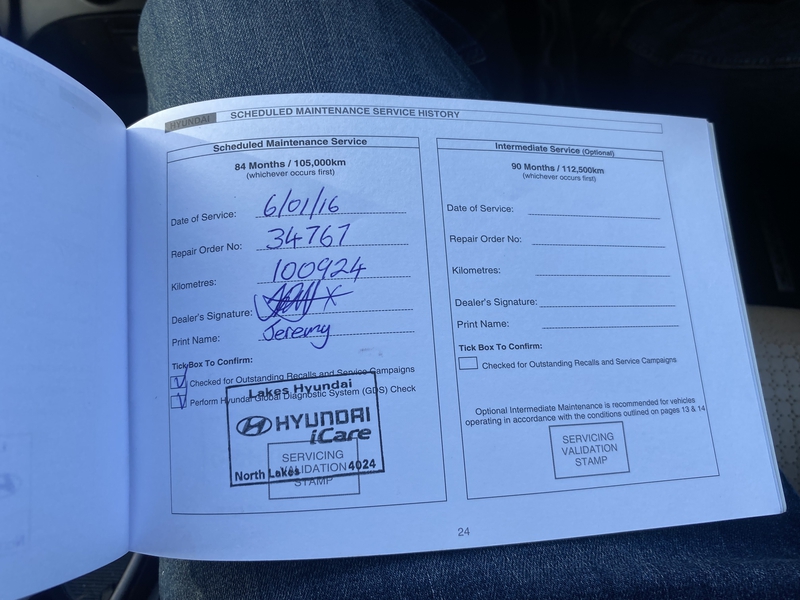 HYUNDAI SCHEDULED MAINTENANCE SERVICE HISTORY
Scheduled Maintenance Service
84 Months / 105,000km
(whichever occurs first)
Date of Service: 6/01/16
Repair Order No: 34767
Kilometres: 100924
Dealer's Signature:
Print Name: Jeremy
Tick Box To Confirm:
Checked for Outstanding Recalls and Service Campaigns
Perform Hyundai Global Diagnostic System (GDS) Check
Lakes Hyundai
HYUNDAI
iCare
North Lakes 4024
SERVICING
VALIDATION
STAMP
Intermediate Service (Optional)
90 Months / 112,500km
(whichever occurs first)
Date of Service:
Repair Order No:
Kilometres:
Dealer's Signature:
Print Name:
Tick Box To Confirm:
Checked for Outstanding Recalls and Service Campaigns
Optional Intermediate Maintenance is recommended for vehicles
operating in accordance with the conditions outlined on pages 13 & 14
SERVICING
VALIDATION
STAMP
24